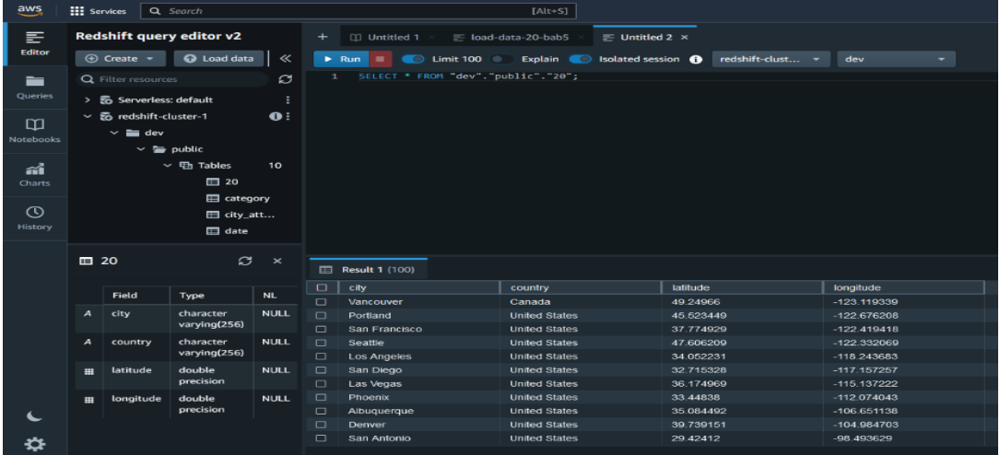 aws Services Search [Alt+S]
Editor
Queries
Notebooks
Charts
History
Redshift query editor v2
Create Load data
Filter resources
Serverless: default
redshift-cluster-1
dev
public
Tables 10
20
category
city_att...
date
20
Field Type NL
A city character varying(256) NULL
A country character varying(256) NULL
latitude double precision NULL
longitude double precision NULL
+ Untitled 1 × load-data-20-bab5 × Untitled 2 ×
Run Limit 100 Explain Isolated session redshift-clust... dev
1 SELECT * FROM "dev"."public"."20";
Result 1 (100)
city country latitude longitude
Vancouver Canada 49.24966 -123.119339
Portland United States 45.523449 -122.676208
San Francisco United States 37.774929 -122.419418
Seattle United States 47.606209 -122.332069
Los Angeles United States 34.052231 -118.243683
San Diego United States 32.715328 -117.157257
Las Vegas United States 36.174969 -115.137222
Phoenix United States 33.44838 -112.074043
Albuquerque United States 35.084492 -106.651138
Denver United States 39.739151 -104.984703
San Antonio United States 29.42412 -98.493629